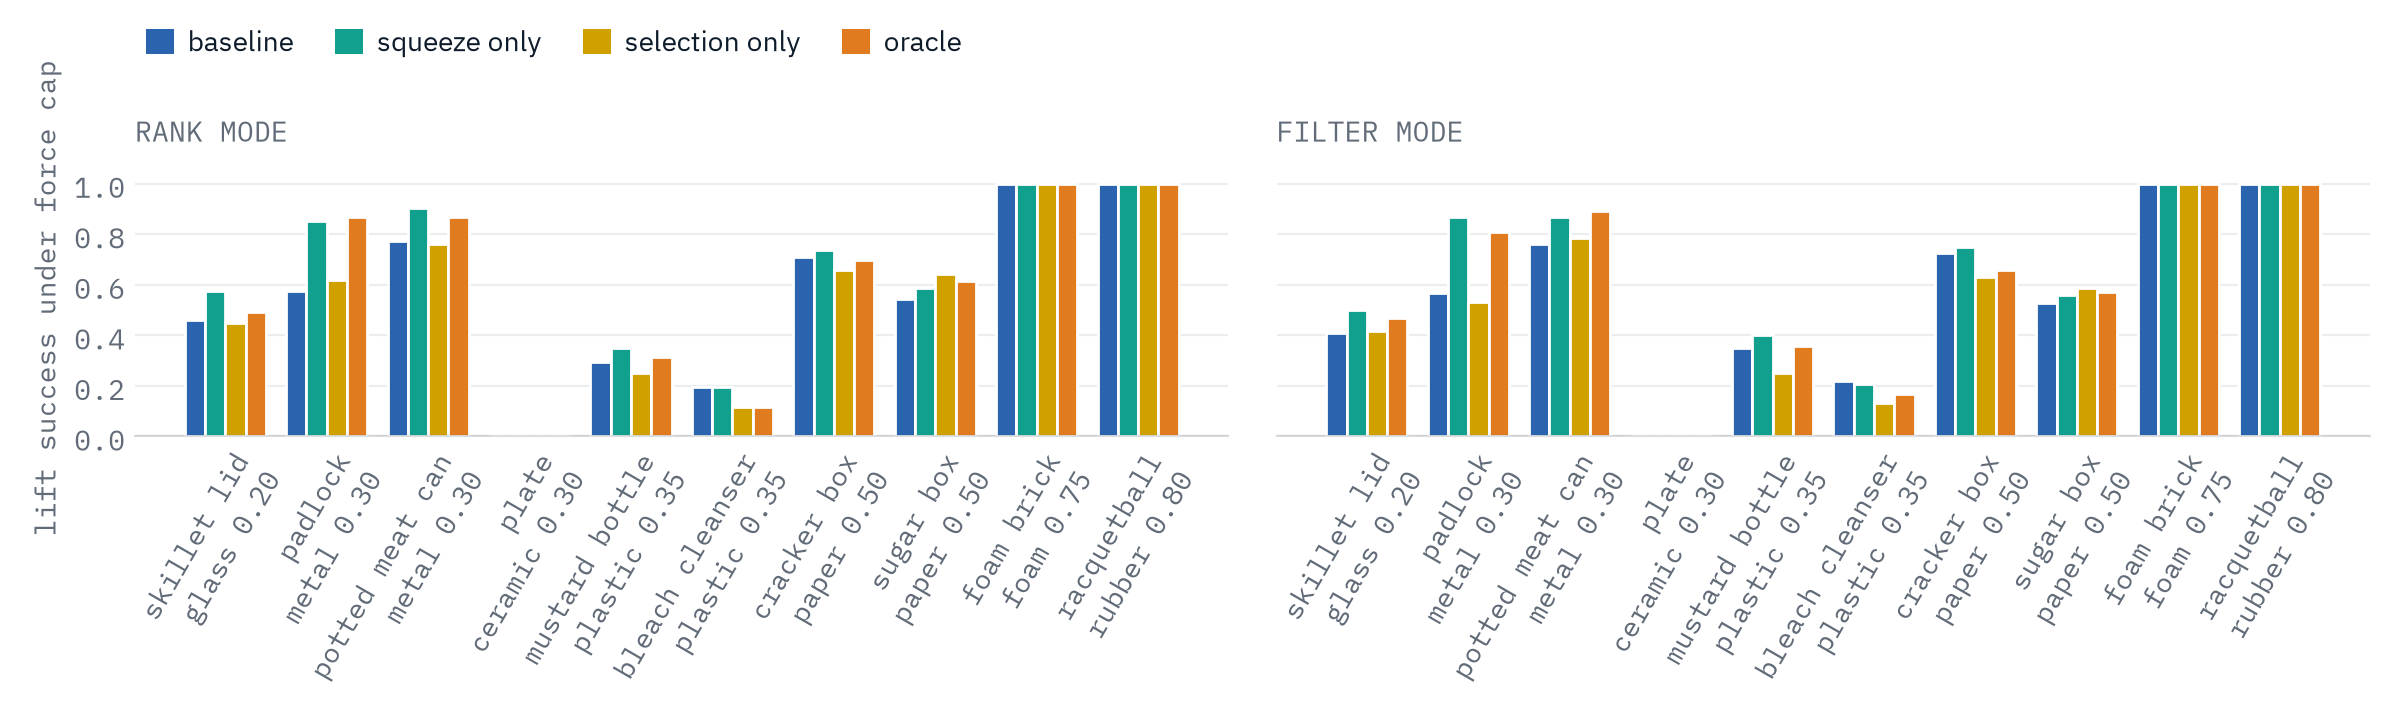 baseline
squeeze only
selection only
oracle
lift success under force cap
RANK MODE
1.0
0.8
0.6
0.4
0.2
0.0
skillet lid
glass 0.20
padlock
metal 0.30
potted meat can
metal 0.30
plate
ceramic 0.30
mustard bottle
plastic 0.35
bleach cleanser
plastic 0.35
cracker box
paper 0.50
sugar box
paper 0.50
foam brick
foam 0.75
racquetball
rubber 0.80
FILTER MODE
skillet lid
glass 0.20
padlock
metal 0.30
potted meat can
metal 0.30
plate
ceramic 0.30
mustard bottle
plastic 0.35
bleach cleanser
plastic 0.35
cracker box
paper 0.50
sugar box
paper 0.50
foam brick
foam 0.75
racquetball
rubber 0.80